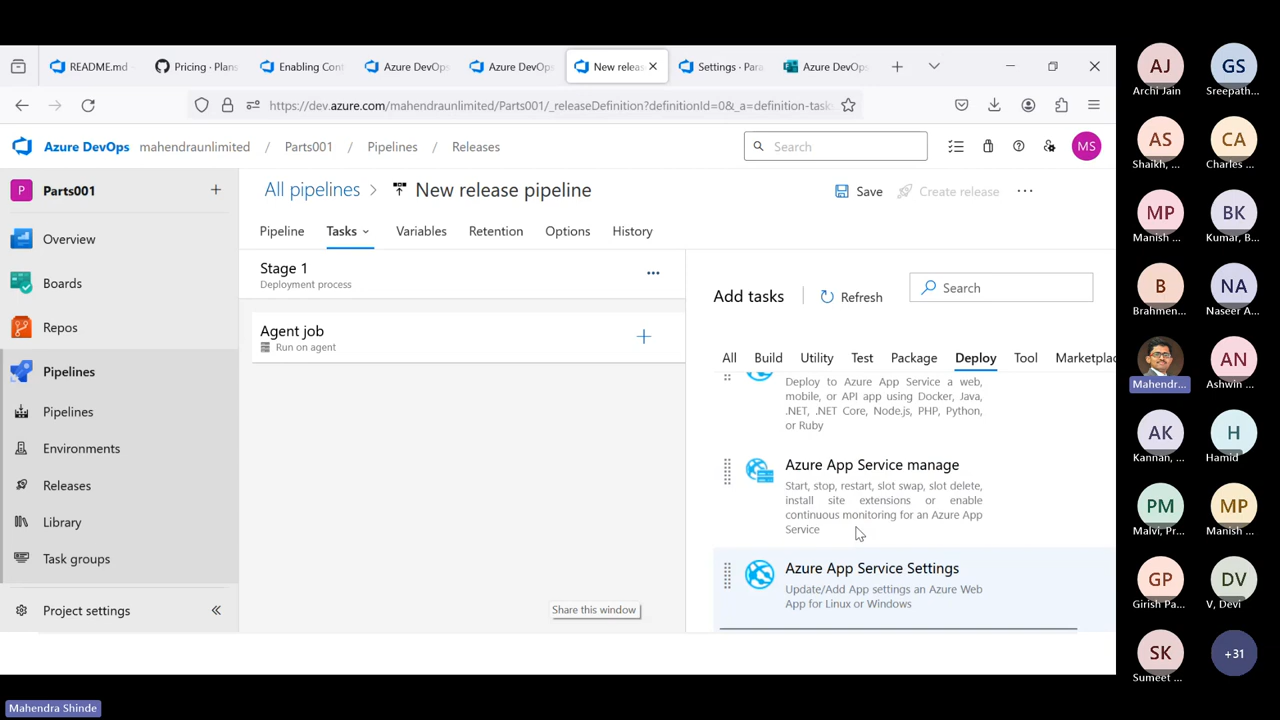 README.md
Pricing · Plans
Enabling Cont
Azure DevOp
Azure DevOp
New relea
Settings · Para
Azure DevOps
https://dev.azure.com/mahendraunlimited/Parts001/_releaseDefinition?definitionId=0&_a=definition-task
Azure DevOps
mahendraunlimited
/
Parts001
/
Pipelines
/
Releases
Search
MS
P
Parts001
Overview
Boards
Repos
Pipelines
Pipelines
Environments
Releases
Library
Task groups
Project settings
All pipelines
New release pipeline
Save
Create release
Pipeline
Tasks
Variables
Retention
Options
History
Stage 1
Deployment process
Agent job
Run on agent
Share this window
Add tasks
Refresh
Search
All
Build
Utility
Test
Package
Deploy
Tool
Marketplac
Deploy to Azure App Service a web,
mobile, or API app using Docker, Java,
.NET, .NET Core, Node.js, PHP, Python,
or Ruby
Azure App Service manage
Start, stop, restart, slot swap, slot delete,
install site extensions or enable
continuous monitoring for an Azure App
Service
Azure App Service Settings
Update/Add App settings an Azure Web
App for Linux or Windows
AJ
Archi Jain
GS
Sreepath...
AS
Shaikh, ...
CA
Charles ...
MP
Manish ...
BK
Kumar, B...
B
Brahmen...
NA
Naseer A...
Mahendr...
AN
Ashwin ...
AK
Kannan, ...
H
Hamid
PM
Malvi, Pr...
MP
Manish ...
GP
Girish Pa...
DV
V, Devi
SK
Sumeet ...
+31
Mahendra Shinde